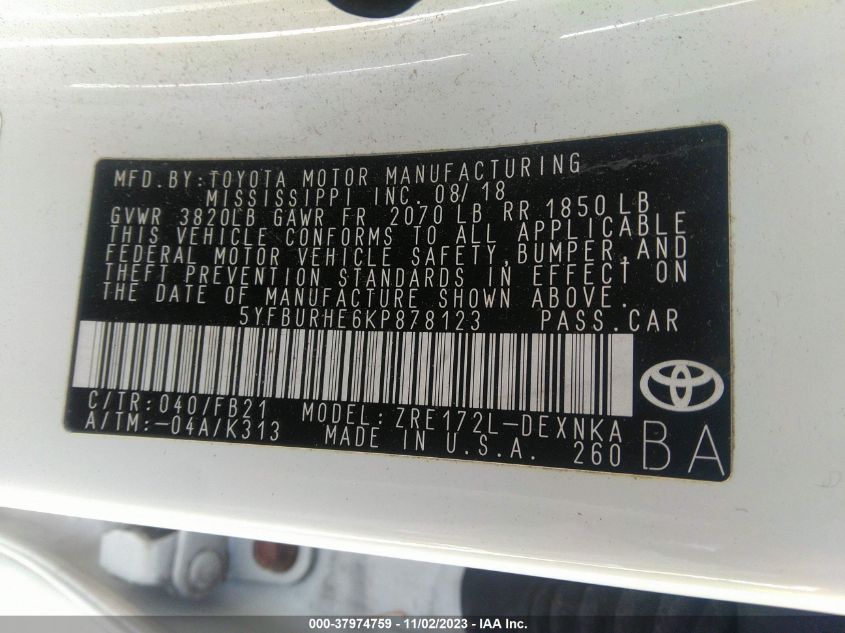 MFD.BY:TOYOTA MOTOR MANUFACTURING
MISSISSIPPI INC. 08/18
GVWR 3820LB GAWR FR 2070 LB RR 1850LB
THIS VEHICLE CONFORMS TO ALL APPLICABLE
FEDERAL MOTOR VEHICLE SAFETY,BUMPER,AND
THEFT PREVENTION STANDARDS IN EFFECT ON
THE DATE OF MANUFACTURE SHOWN ABOVE.
5YFBURHE6KP878123 PASS.CAR
C/TR:040/FB21 MODEL:ZRE172L-DEXNKA
A/TM:-04A/K313 MADE IN U.S.A. 260
BA
000-37974759 - 11/02/2023 - IAA Inc.